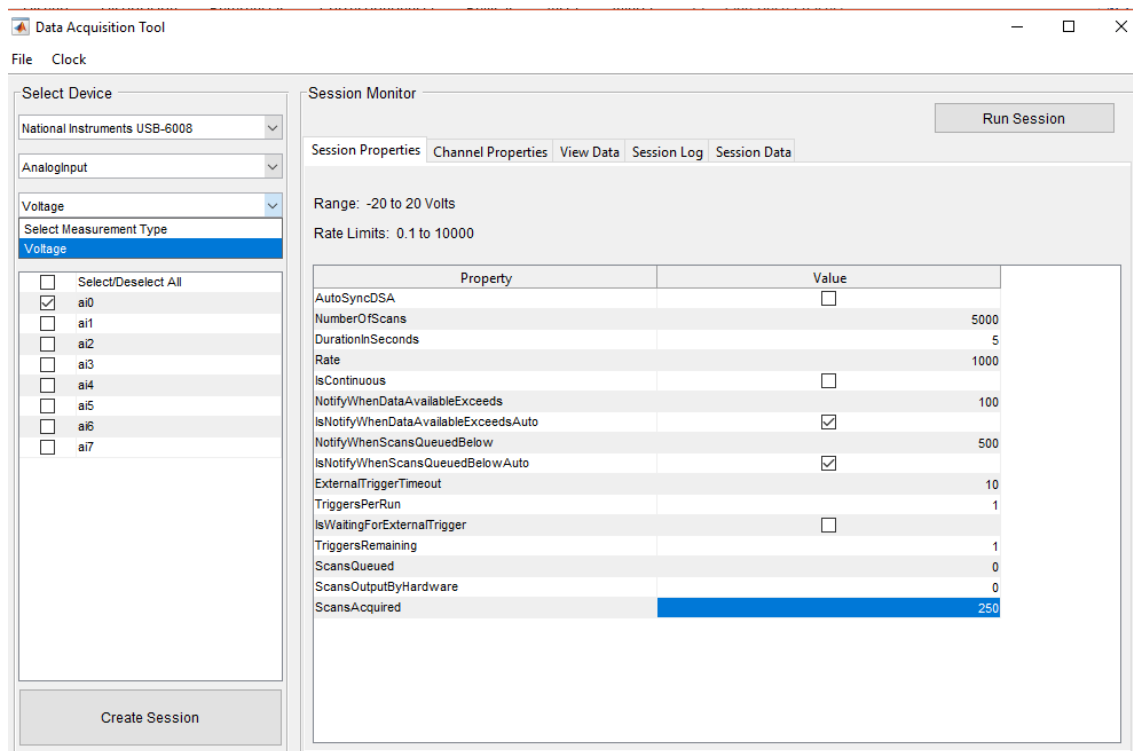 Data Acquisition Tool
File Clock
Select Device
National Instruments USB-6008
AnalogInput
Voltage
Select Measurement Type
Voltage
Select/Deselect All
ai0
ai1
ai2
ai3
ai4
ai5
ai6
ai7
Create Session
Session Monitor
Run Session
Session Properties Channel Properties View Data Session Log Session Data
Range: -20 to 20 Volts
Rate Limits: 0.1 to 10000
Property Value
AutoSyncDSA
NumberOfScans 5000
DurationInSeconds 5
Rate 1000
IsContinuous
NotifyWhenDataAvailableExceeds 100
IsNotifyWhenDataAvailableExceedsAuto
NotifyWhenScansQueuedBelow 500
IsNotifyWhenScansQueuedBelowAuto
ExternalTriggerTimeout 10
TriggersPerRun 1
IsWaitingForExternalTrigger
TriggersRemaining 1
ScansQueued 0
ScansOutputByHardware 0
ScansAcquired 250